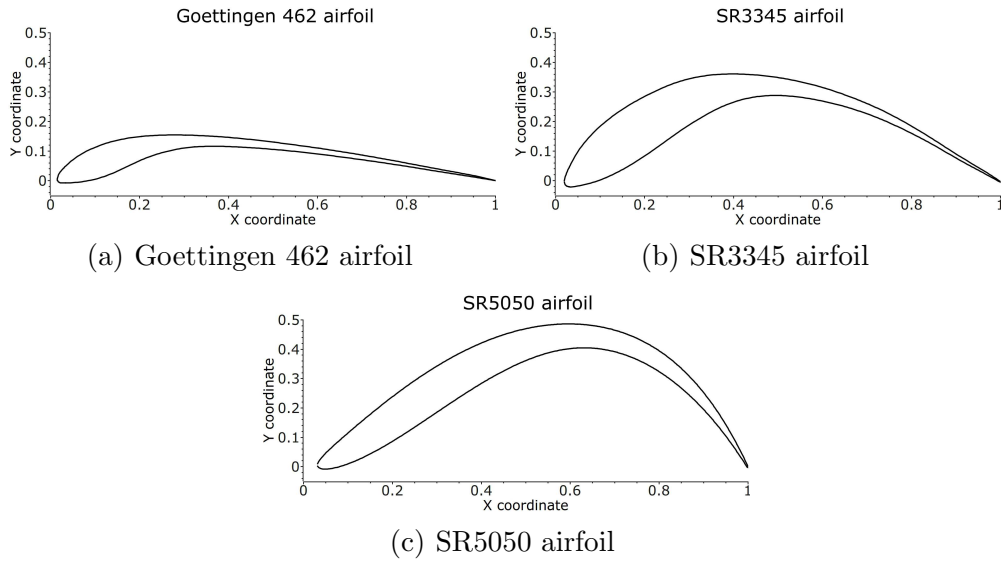 Goettingen 462 airfoil
Y coordinate
0.5
0.4
0.3
0.2
0.1
0
0 0.2 0.4 0.6 0.8 1
X coordinate
(a) Goettingen 462 airfoil
SR3345 airfoil
Y coordinate
0.5
0.4
0.3
0.2
0.1
0
0 0.2 0.4 0.6 0.8 1
X coordinate
(b) SR3345 airfoil
SR5050 airfoil
Y coordinate
0.5
0.4
0.3
0.2
0.1
0
0 0.2 0.4 0.6 0.8 1
X coordinate
(c) SR5050 airfoil